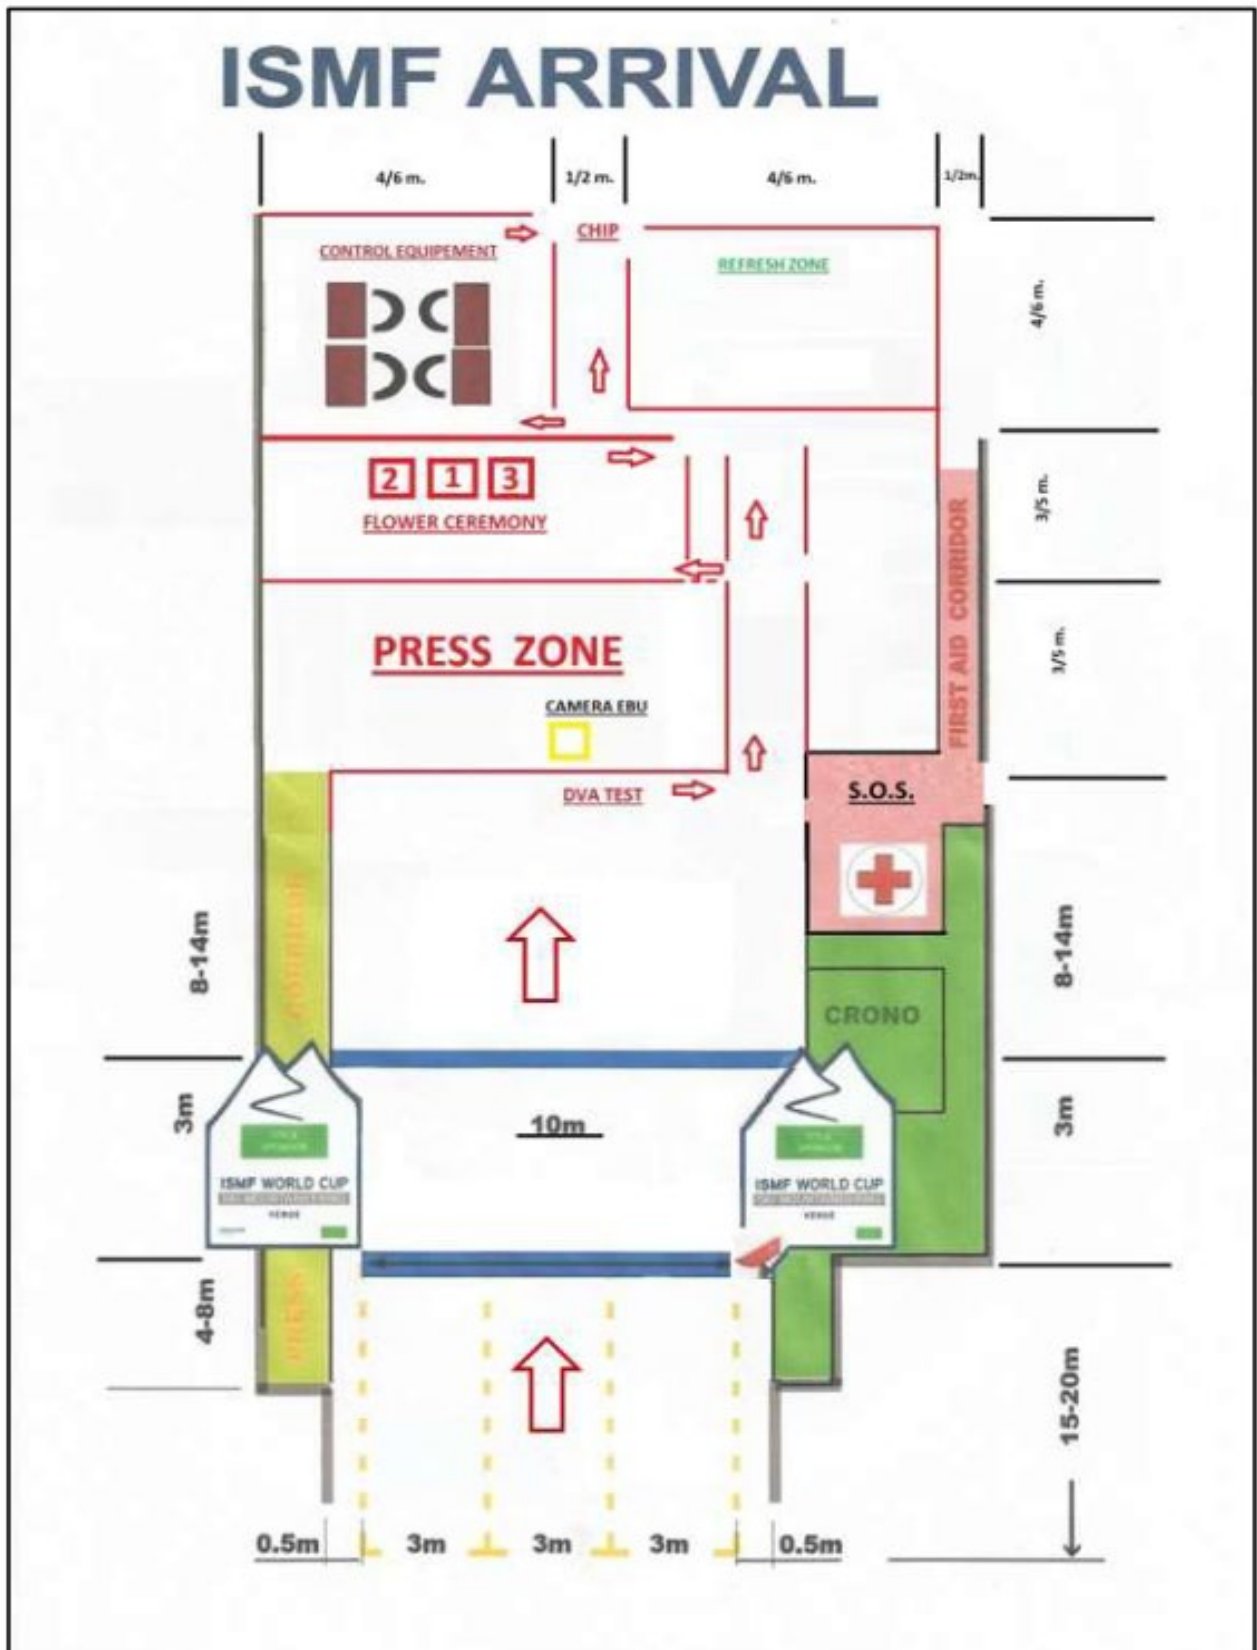 ISMF ARRIVAL
4/6 m.
1/2 m.
4/6 m.
1/2m.
CHIP
CONTROL EQUIPEMENT
REFRESH ZONE
4/6 m.
2 1 3
FLOWER CEREMONY
3/5 m.
FIRST AID CORRIDOR
PRESS ZONE
3/5 m.
CAMERA EBU
DVA TEST
S.O.S.
8-14m
8-14m
CRONO
3m
10m
3m
ISMF WORLD CUP
ISMF WORLD CUP
4-8m
PRESS
15-20m
0.5m
3m
3m
3m
0.5m